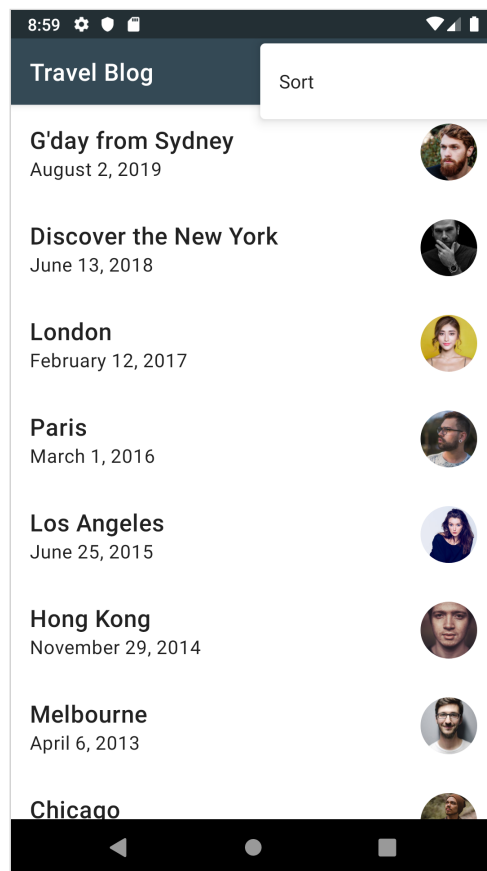 8:59
Travel Blog
Sort
G'day from Sydney
August 2, 2019
Discover the New York
June 13, 2018
London
February 12, 2017
Paris
March 1, 2016
Los Angeles
June 25, 2015
Hong Kong
November 29, 2014
Melbourne
April 6, 2013
Chicago